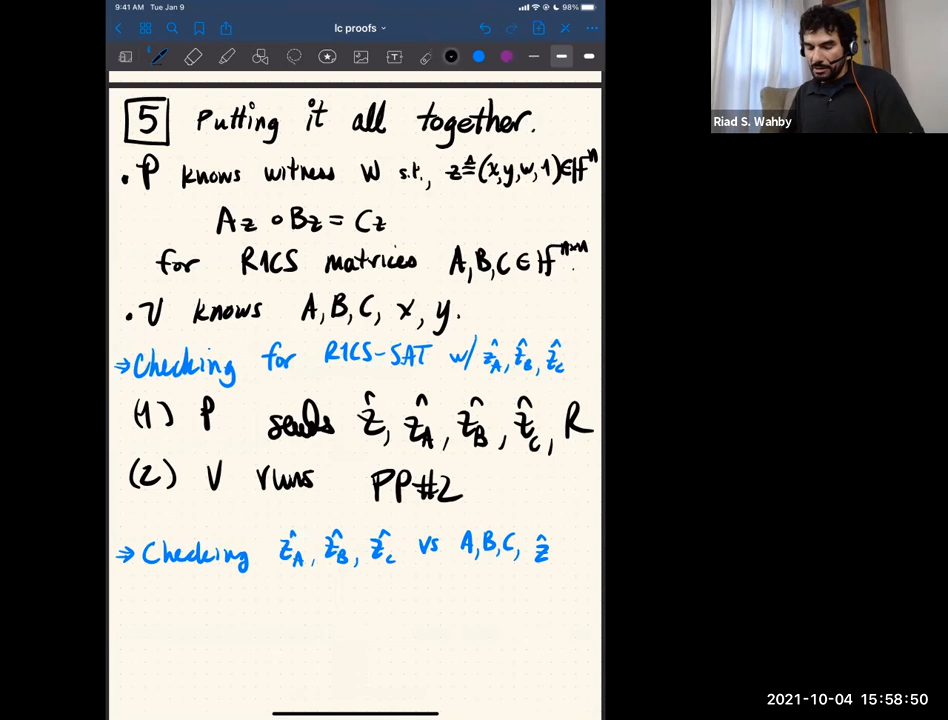 9:41 AM Tue Jan 9
98%
lc proofs
5 Putting it all together.
• P knows witness w s.t., z ≜ (x,y,w,1) ∈ F^n
Az ∘ Bz = Cz
for R1CS matrices A,B,C ∈ F^{n×n}.
• V knows A, B, C, x, y.
⇒ Checking for R1CS-SAT w/ ẑ_A, ẑ_B, ẑ_C
(1) P sends ẑ, ẑ_A, ẑ_B, ẑ_C, R
(2) V runs PP#2
⇒ Checking ẑ_A, ẑ_B, ẑ_C vs A,B,C, ẑ
Riad S. Wahby
2021-10-04 15:58:50